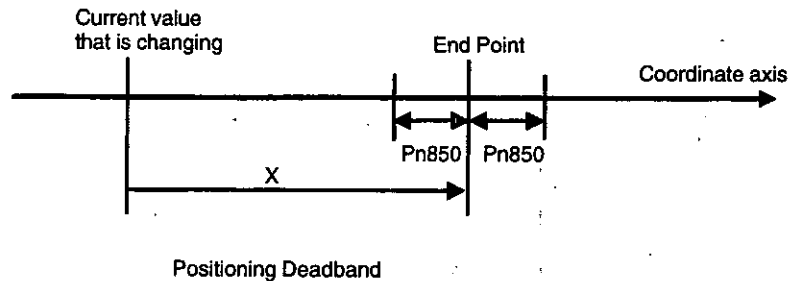 Current value
that is changing
End Point
Coordinate axis
Pn850 Pn850
X
Positioning Deadband